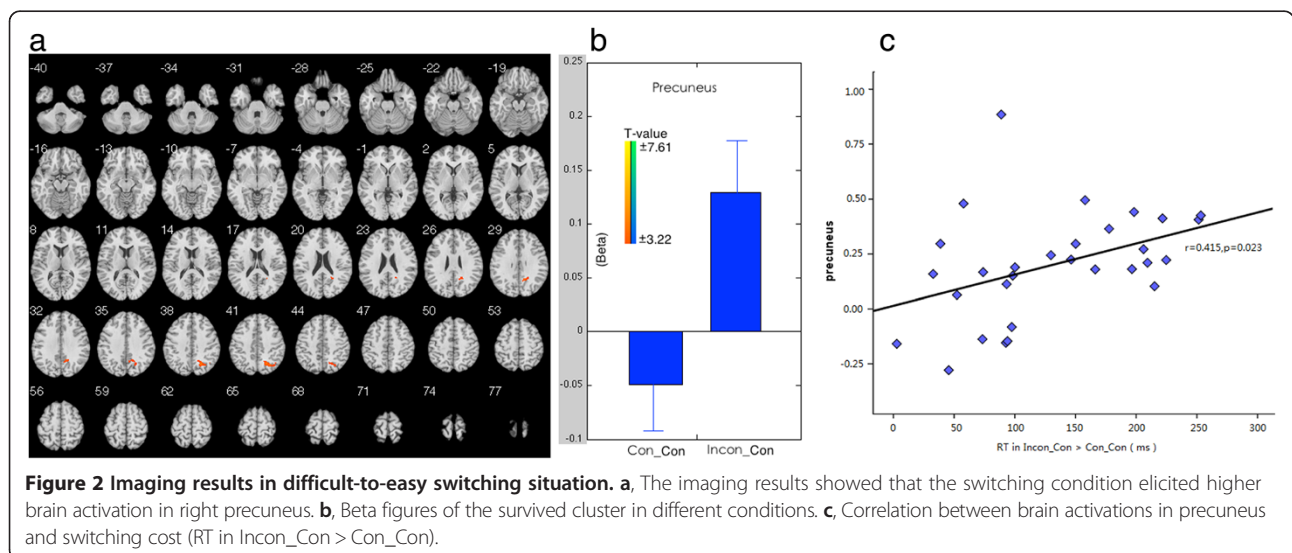 a
-40 -37 -34 -31 -28 -25 -22 -19
-16 -13 -10 -7 -4 -1 2 5
8 11 14 17 20 23 26 29
32 35 38 41 44 47 50 53
56 59 62 65 68 71 74 77
b
0.25
0.2
0.15
0.1
0.05
0
-0.05
-0.1
(Beta)
Precuneus
T-value
±7.61
±3.22
Con_Con Incon_Con
c
1.00
0.75
0.50
0.25
0.00
-0.25
precuneus
r=0.415,p=0.023
0 50 100 150 200 250 300
RT in Incon_Con > Con_Con ( ms )
Figure 2 Imaging results in difficult-to-easy switching situation. a, The imaging results showed that the switching condition elicited higher
brain activation in right precuneus. b, Beta figures of the survived cluster in different conditions. c, Correlation between brain activations in precuneus
and switching cost (RT in Incon_Con > Con_Con).